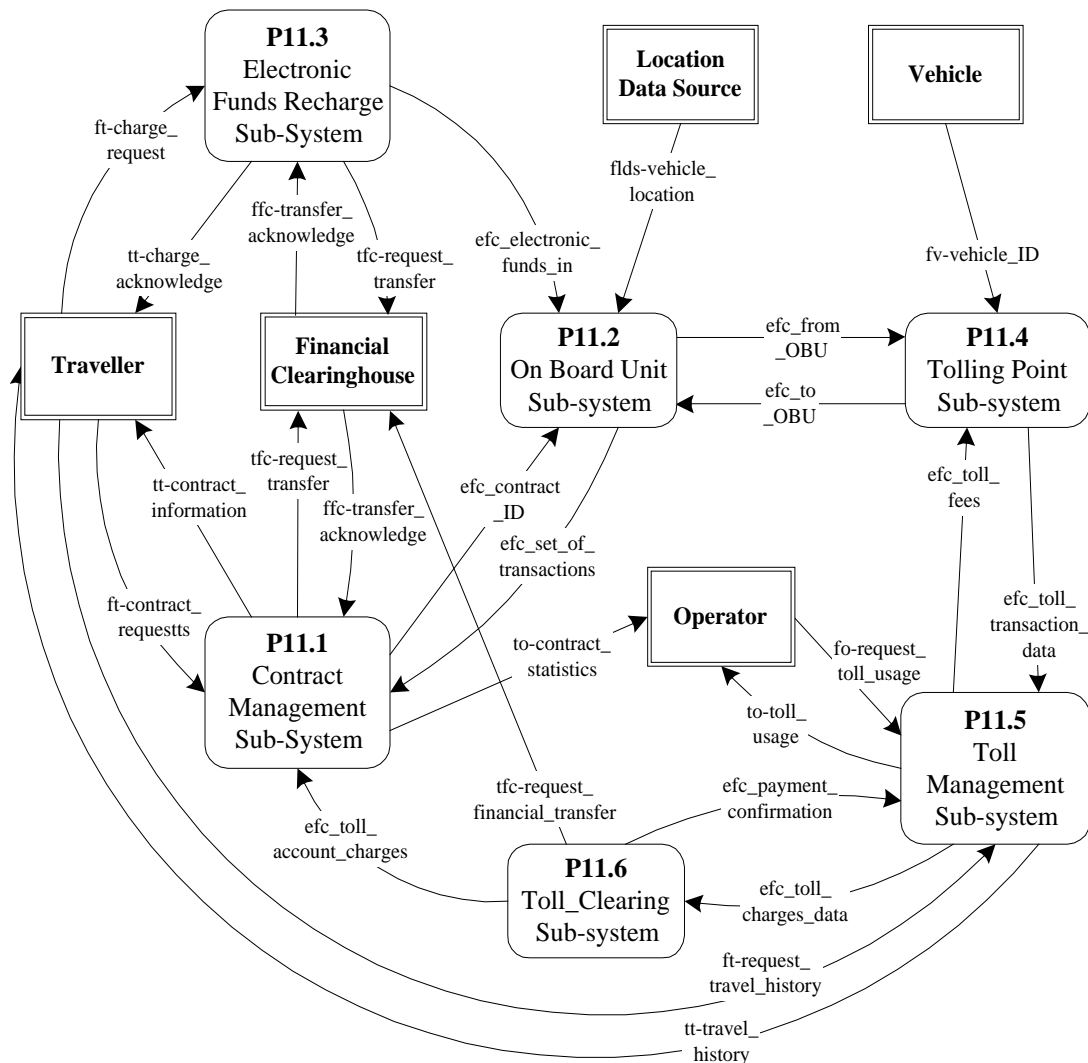 P11.3
Electronic
Funds Recharge
Sub-System
Location
Data Source
Vehicle
ft-charge_
request
flds-vehicle_
location
ffc-transfer_
acknowledge
efc_electronic_
funds_in
tt-charge_
acknowledge
tfc-request_
transfer
fv-vehicle_ID
Traveller
Financial
Clearinghouse
P11.2
On Board Unit
Sub-system
efc_from
_OBU
efc_to
_OBU
P11.4
Tolling Point
Sub-system
tt-contract_
information
tfc-request_
transfer
ffc-transfer_
acknowledge
efc_contract
_ID
efc_set_of_
transactions
efc_toll_
fees
ft-contract_
requestts
P11.1
Contract
Management
Sub-System
to-contract_
statistics
Operator
fo-request_
toll_usage
efc_toll_
transaction_
data
to-toll_
usage
P11.5
Toll
Management
Sub-system
tfc-request_
financial_transfer
efc_payment_
confirmation
efc_toll_
account_charges
P11.6
Toll_Clearing
Sub-system
efc_toll_
charges_data
ft-request_
travel_history
tt-travel_
history